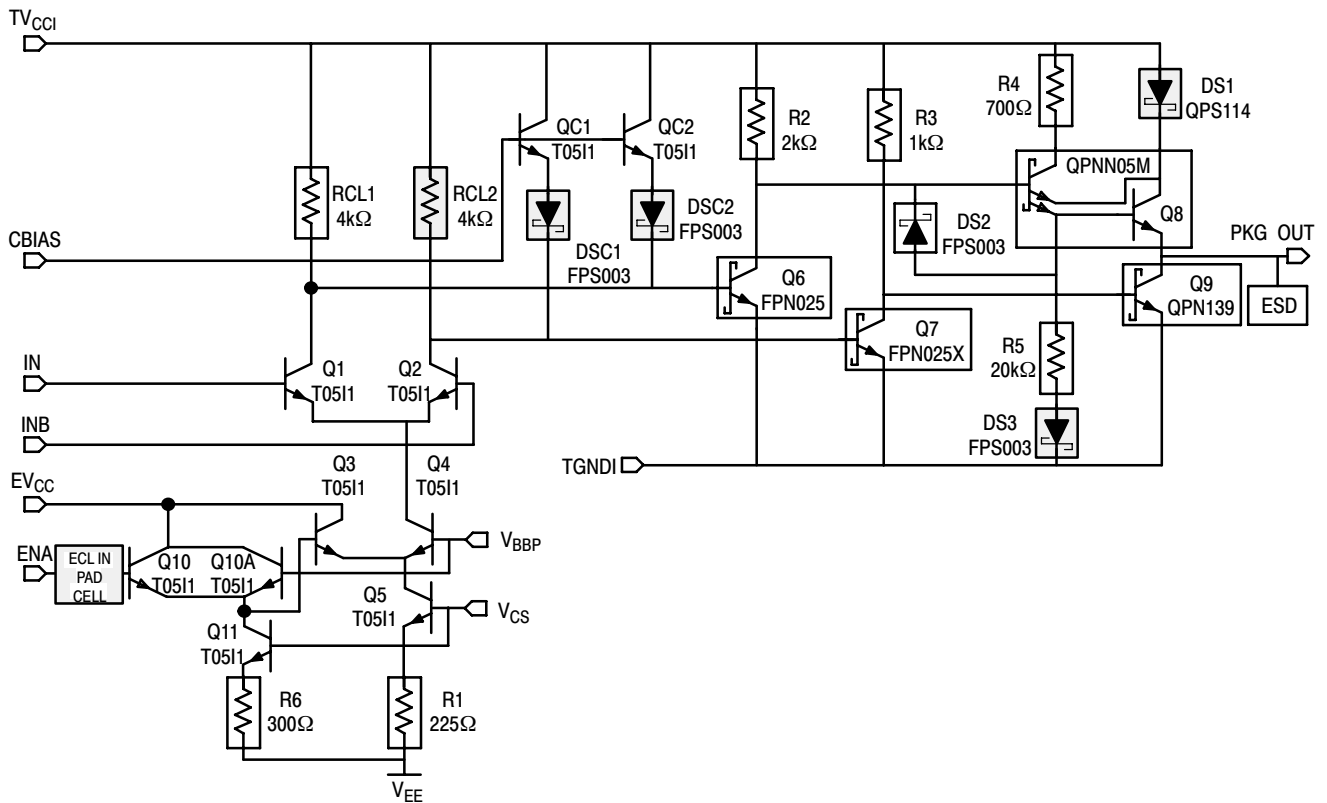 TVCCI
R4
700Ω
DS1
QPS114
QC1
T05I1
QC2
T05I1
R2
2kΩ
R3
1kΩ
QPNN05M
RCL1
4kΩ
RCL2
4kΩ
DSC2
FPS003
DS2
FPS003
Q8
CBIAS
DSC1
FPS003
PKG OUT
Q6
FPN025
Q9
QPN139
ESD
Q7
FPN025X
IN
Q1
T05I1
Q2
T05I1
R5
20kΩ
INB
DS3
FPS003
Q3
T05I1
Q4
T05I1
TGNDI
EVCC
VBBP
ENA
ECL IN
PAD
CELL
Q10
T05I1
Q10A
T05I1
Q5
T05I1
VCS
Q11
T05I1
R6
300Ω
R1
225Ω
VEE